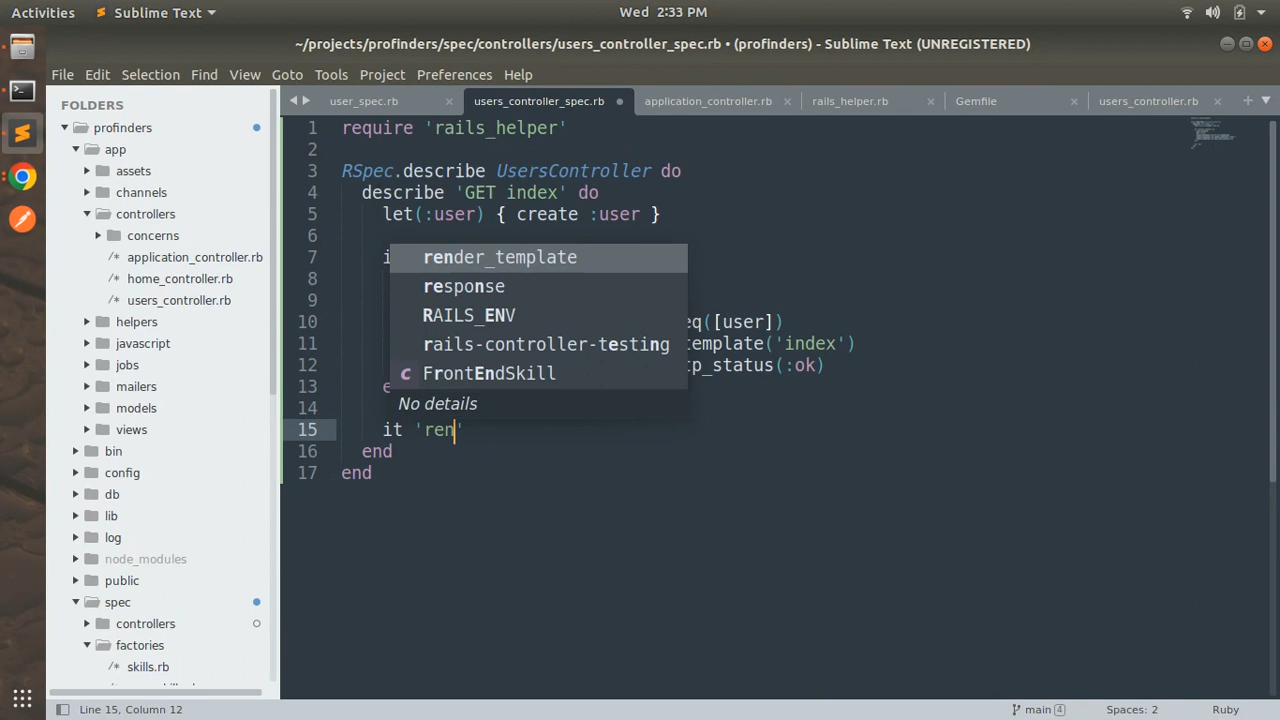 Activities Sublime Text Wed 2:33 PM
~/projects/profinders/spec/controllers/users_controller_spec.rb • (profinders) - Sublime Text (UNREGISTERED)
File Edit Selection Find View Goto Tools Project Preferences Help
FOLDERS
profinders
app
assets
channels
controllers
concerns
application_controller.rb
home_controller.rb
users_controller.rb
helpers
javascript
jobs
mailers
models
views
bin
config
db
lib
log
node_modules
public
spec
controllers
factories
skills.rb
user_spec.rb users_controller_spec.rb application_controller.rb rails_helper.rb Gemfile users_controller.rb
1 require 'rails_helper'
2
3 RSpec.describe UsersController do
4 describe 'GET index' do
5 let(:user) { create :user }
6
7 i
8
9
10 eq([user])
11 template('index')
12 tp_status(:ok)
13 e
14
15 it 'ren'
16 end
17 end
render_template
response
RAILS_ENV
rails-controller-testing
c FrontEndSkill
No details
Line 15, Column 12 main 4 Spaces: 2 Ruby